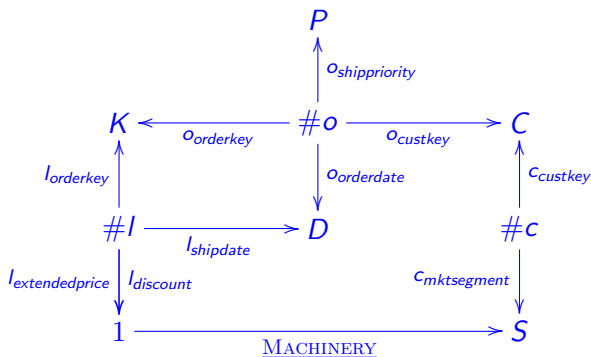 P
o_shippriority
K #o C
o_orderkey o_custkey
l_orderkey o_orderdate c_custkey
#l D #c
l_shipdate
l_extendedprice l_discount c_mktsegment
1 S
MACHINERY